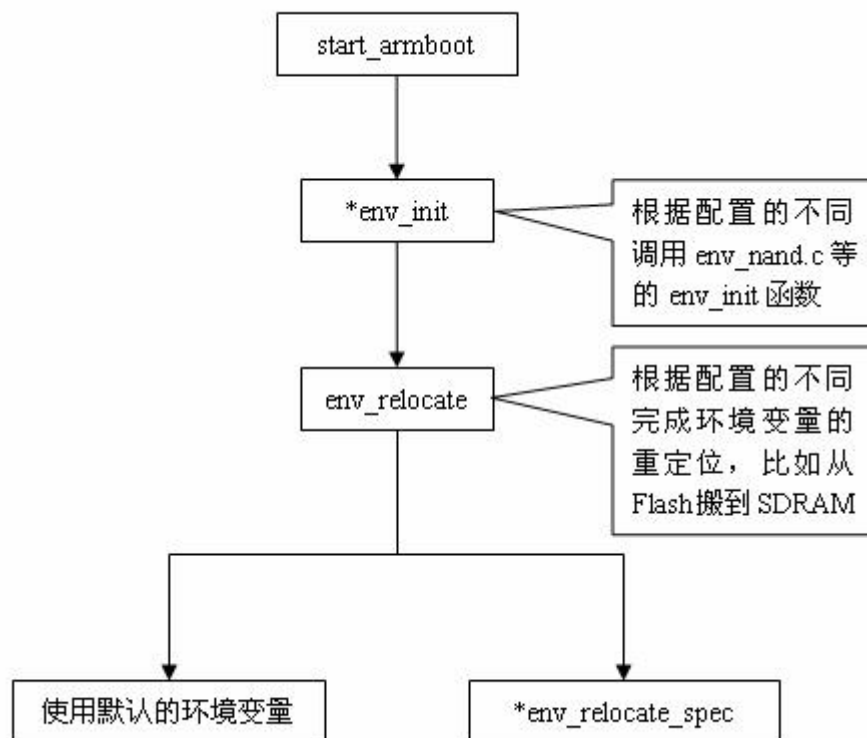 start_armboot
*env_init
根据配置的不同
调用 env_nand.c 等
的 env_init 函数
env_relocate
根据配置的不同
完成环境变量的
重定位，比如从
Flash搬到 SDRAM
使用默认的环境变量
*env_relocate_spec